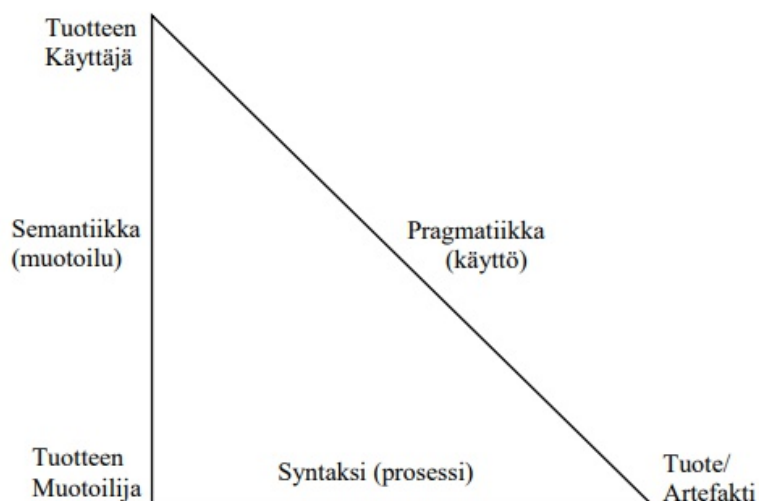 Tuotteen
Käyttäjä
Semantiikka
(muotoilu)
Pragmatiikka
(käyttö)
Tuotteen
Muotoilija
Syntaksi (prosessi)
Tuote/
Artefakti